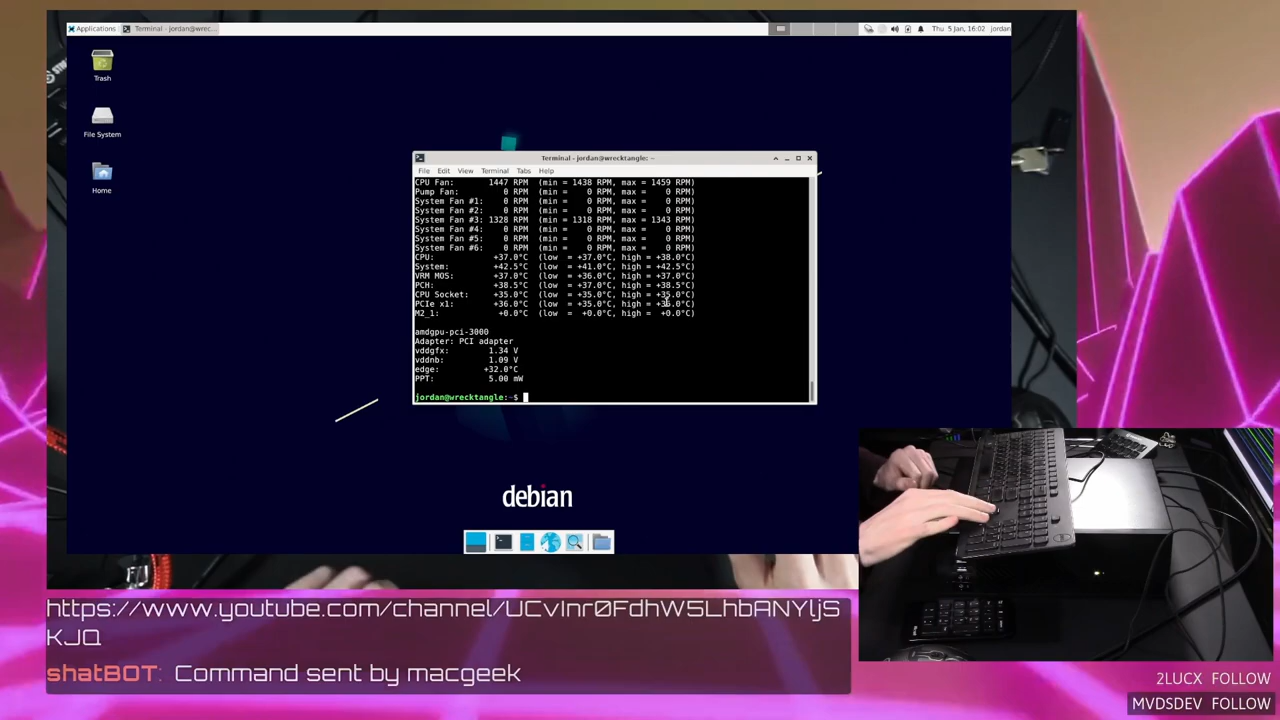 Applications
Terminal - jordan@wrec...
Thu 5 Jan, 16:02 jordan
Trash
File System
Home
Terminal - jordan@wrecktangle: ~
File Edit View Terminal Tabs Help
CPU Fan: 1447 RPM (min = 1438 RPM, max = 1459 RPM)
Pump Fan: 0 RPM (min = 0 RPM, max = 0 RPM)
System Fan #1: 0 RPM (min = 0 RPM, max = 0 RPM)
System Fan #2: 0 RPM (min = 0 RPM, max = 0 RPM)
System Fan #3: 1328 RPM (min = 1318 RPM, max = 1343 RPM)
System Fan #4: 0 RPM (min = 0 RPM, max = 0 RPM)
System Fan #5: 0 RPM (min = 0 RPM, max = 0 RPM)
System Fan #6: 0 RPM (min = 0 RPM, max = 0 RPM)
CPU: +37.0°C (low = +37.0°C, high = +38.0°C)
System: +42.5°C (low = +41.0°C, high = +42.5°C)
VRM MOS: +37.0°C (low = +36.0°C, high = +37.0°C)
PCH: +38.5°C (low = +37.0°C, high = +38.5°C)
CPU Socket: +35.0°C (low = +35.0°C, high = +35.0°C)
PCIe x1: +36.0°C (low = +35.0°C, high = +36.0°C)
M2_1: +0.0°C (low = +0.0°C, high = +0.0°C)
amdgpu-pci-3000
Adapter: PCI adapter
vddgfx: 1.34 V
vddnb: 1.09 V
edge: +32.0°C
PPT: 5.00 mW
jordan@wrecktangle:~$
debian
https://www.youtube.com/channel/UCvInr0FdhW5LhbANYljS
KJQ
shatBOT: Command sent by macgeek
2LUCX FOLLOW
MVDSDEV FOLLOW